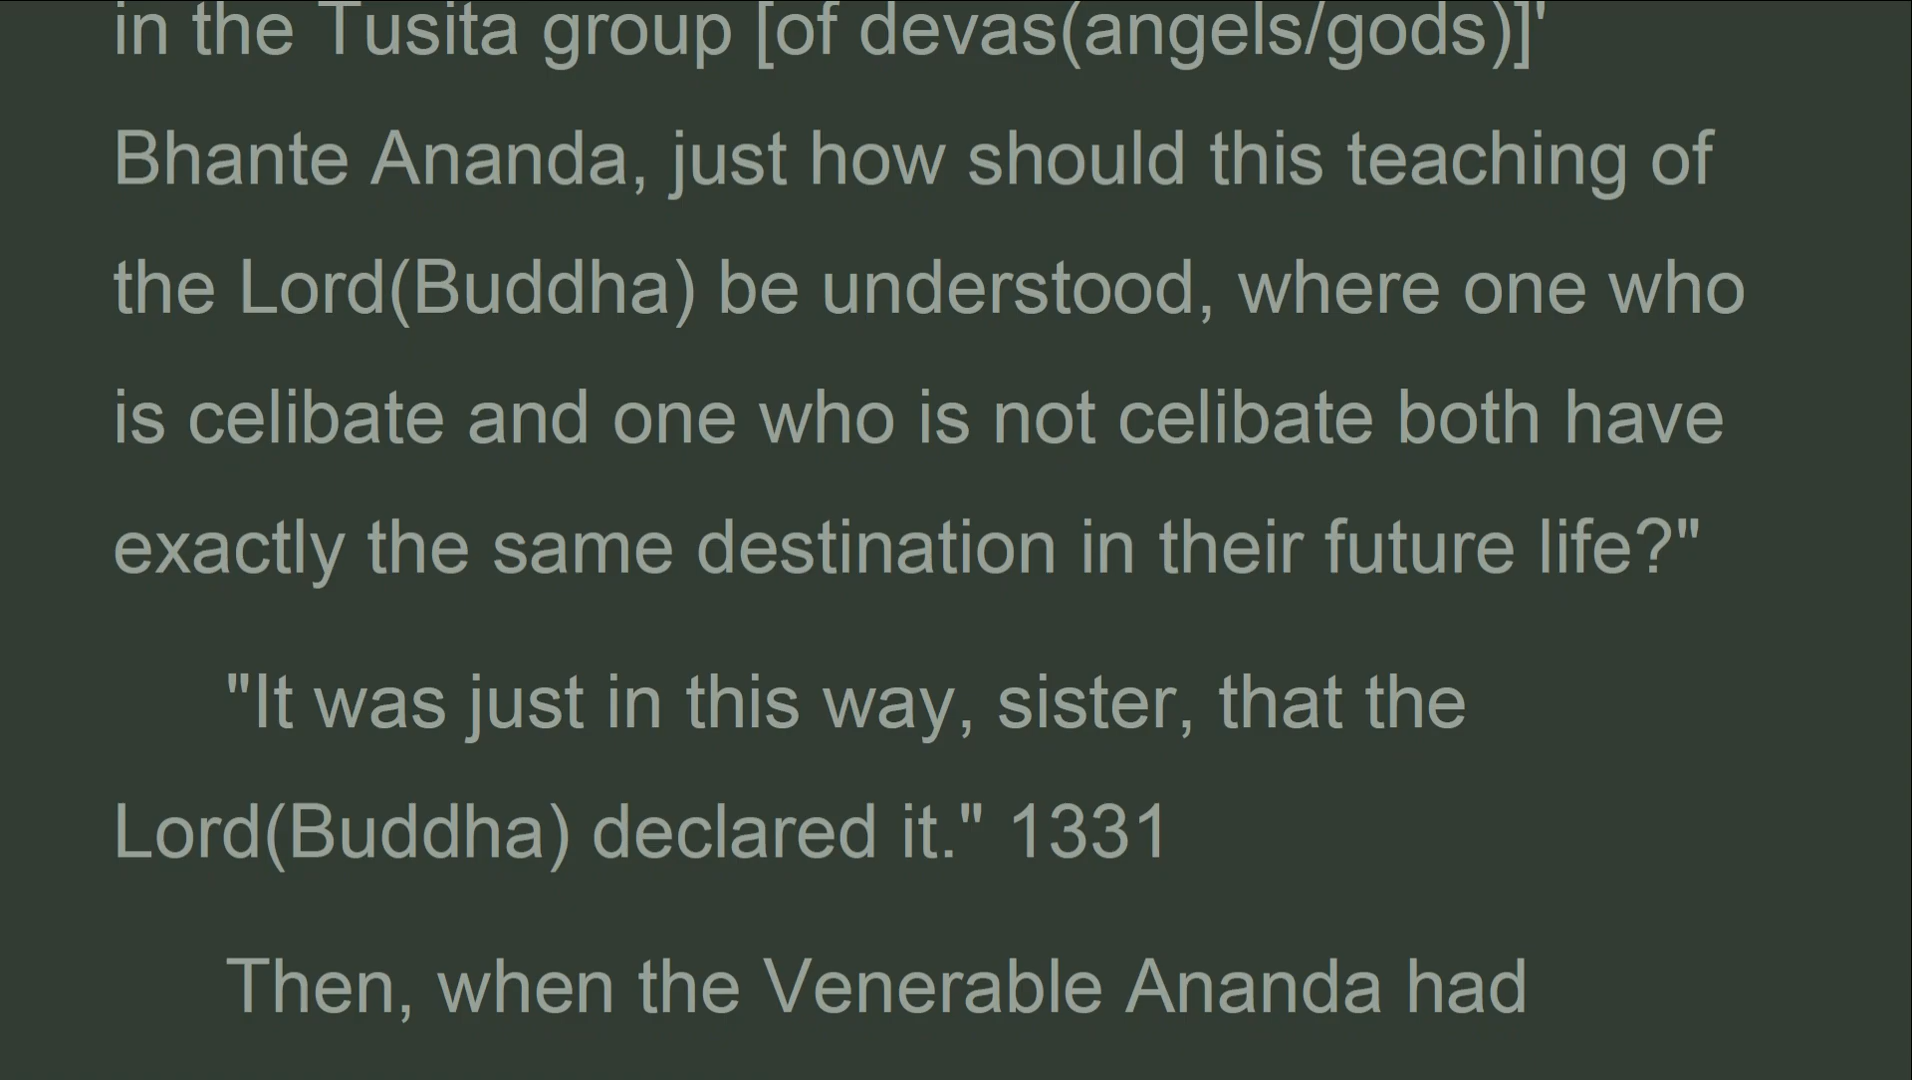 in the Tusita group [of devas(angels/gods)]'
Bhante Ananda, just how should this teaching of
the Lord(Buddha) be understood, where one who
is celibate and one who is not celibate both have
exactly the same destination in their future life?"
"It was just in this way, sister, that the
Lord(Buddha) declared it." 1331
Then, when the Venerable Ananda had